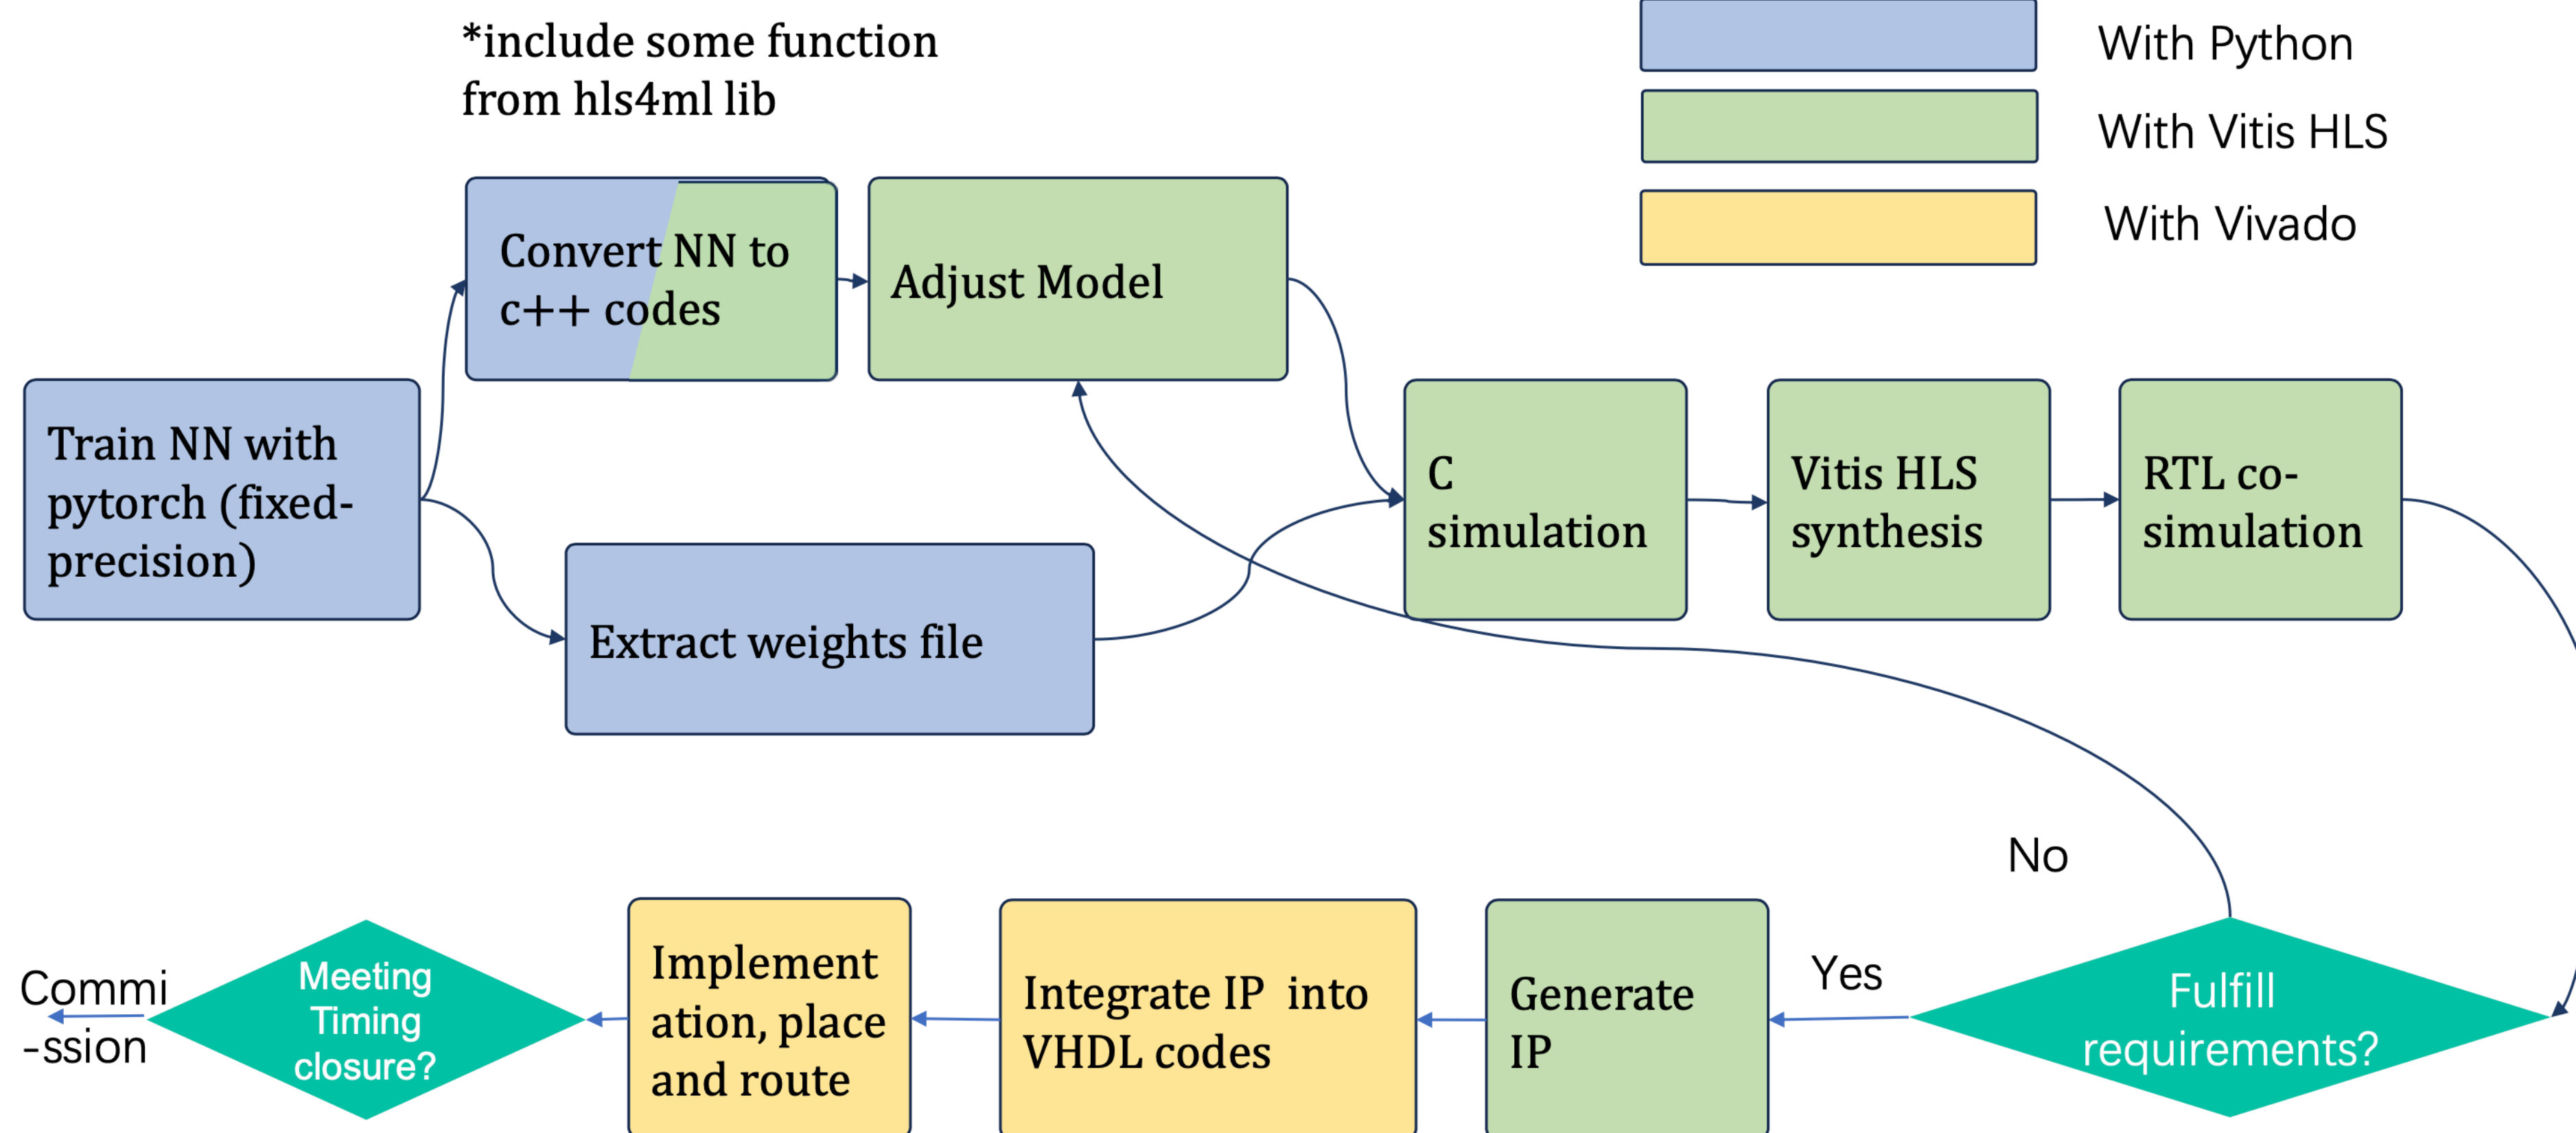 *include some function
from hls4ml lib
With Python
With Vitis HLS
With Vivado
Convert NN to
c++ codes
Adjust Model
Train NN with
pytorch (fixed-
precision)
Extract weights file
C
simulation
Vitis HLS
synthesis
RTL co-
simulation
No
Fulfill
requirements?
Yes
Generate
IP
Integrate IP into
VHDL codes
Implement
ation, place
and route
Meeting
Timing
closure?
Commi
-ssion